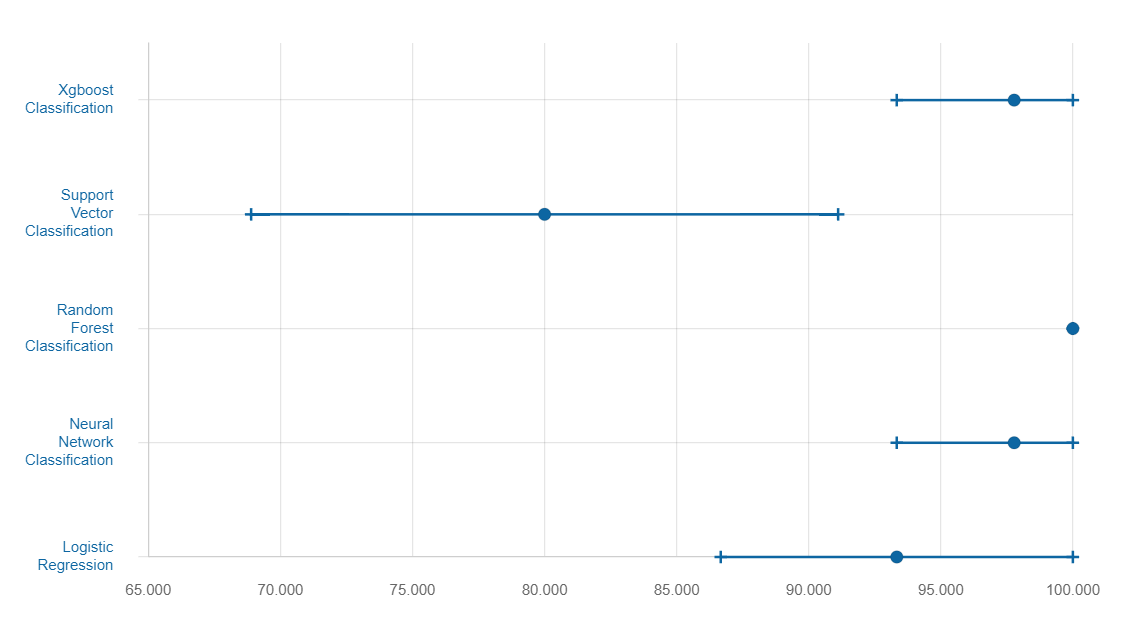 Xgboost
Classification
Support
Vector
Classification
Random
Forest
Classification
Neural
Network
Classification
Logistic
Regression
65.000 70.000 75.000 80.000 85.000 90.000 95.000 100.000